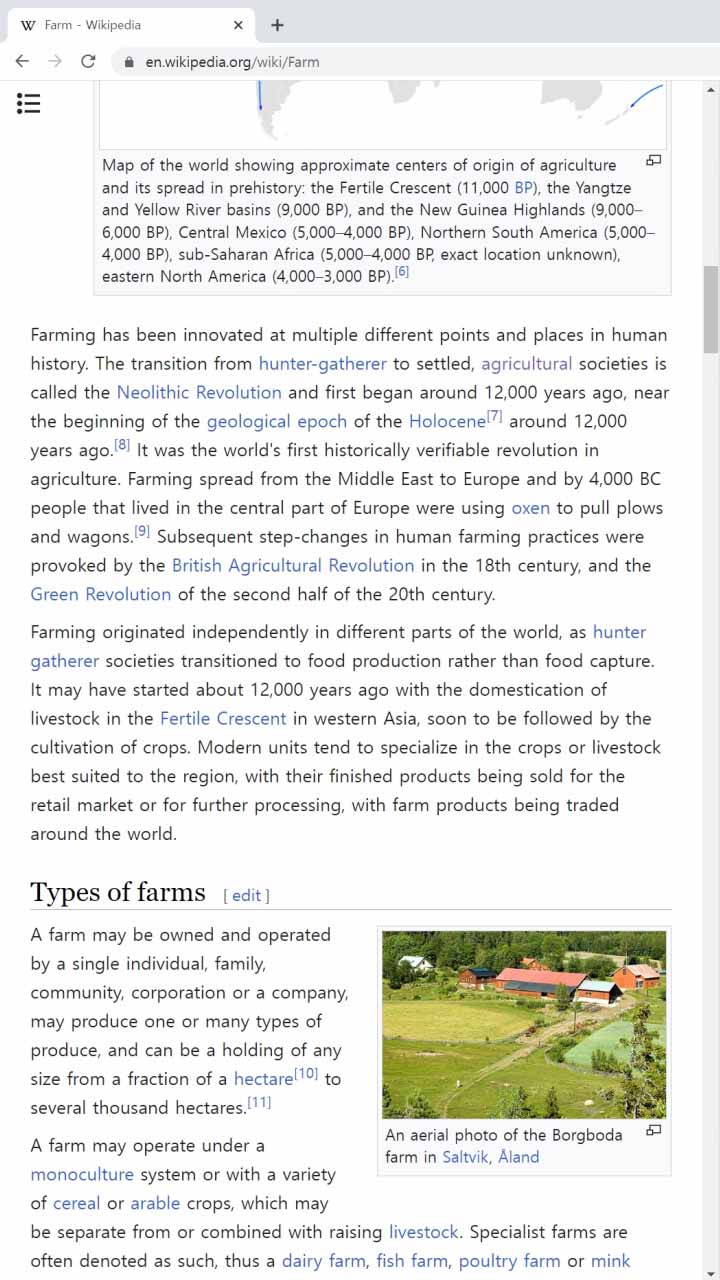 Farm - Wikipedia
en.wikipedia.org/wiki/Farm
Map of the world showing approximate centers of origin of agriculture
and its spread in prehistory: the Fertile Crescent (11,000 BP), the Yangtze
and Yellow River basins (9,000 BP), and the New Guinea Highlands (9,000–
6,000 BP), Central Mexico (5,000–4,000 BP), Northern South America (5,000–
4,000 BP), sub-Saharan Africa (5,000–4,000 BP, exact location unknown),
eastern North America (4,000–3,000 BP).[6]
Farming has been innovated at multiple different points and places in human
history. The transition from hunter-gatherer to settled, agricultural societies is
called the Neolithic Revolution and first began around 12,000 years ago, near
the beginning of the geological epoch of the Holocene[7] around 12,000
years ago.[8] It was the world's first historically verifiable revolution in
agriculture. Farming spread from the Middle East to Europe and by 4,000 BC
people that lived in the central part of Europe were using oxen to pull plows
and wagons.[9] Subsequent step-changes in human farming practices were
provoked by the British Agricultural Revolution in the 18th century, and the
Green Revolution of the second half of the 20th century.
Farming originated independently in different parts of the world, as hunter
gatherer societies transitioned to food production rather than food capture.
It may have started about 12,000 years ago with the domestication of
livestock in the Fertile Crescent in western Asia, soon to be followed by the
cultivation of crops. Modern units tend to specialize in the crops or livestock
best suited to the region, with their finished products being sold for the
retail market or for further processing, with farm products being traded
around the world.
Types of farms [ edit ]
A farm may be owned and operated
by a single individual, family,
community, corporation or a company,
may produce one or many types of
produce, and can be a holding of any
size from a fraction of a hectare[10] to
several thousand hectares.[11]
An aerial photo of the Borgboda
farm in Saltvik, Åland
A farm may operate under a
monoculture system or with a variety
of cereal or arable crops, which may
be separate from or combined with raising livestock. Specialist farms are
often denoted as such, thus a dairy farm, fish farm, poultry farm or mink